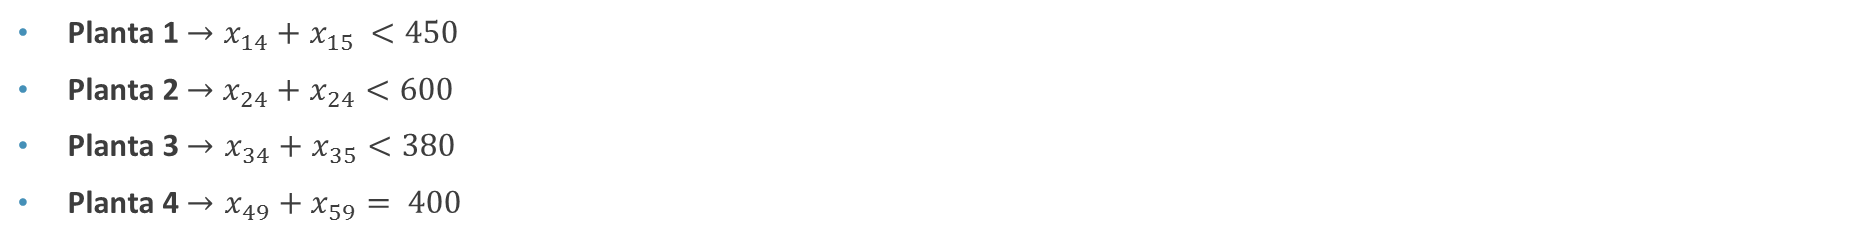 • Planta 1 → x₁₄ + x₁₅ < 450
• Planta 2 → x₂₄ + x₂₄ < 600
• Planta 3 → x₃₄ + x₃₅ < 380
• Planta 4 → x₄₉ + x₅₉ = 400